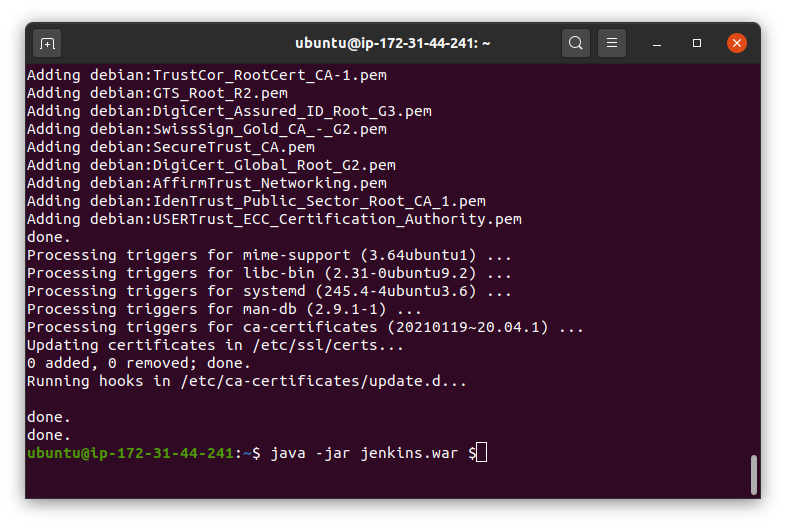 ubuntu@ip-172-31-44-241: ~
Adding debian:TrustCor_RootCert_CA-1.pem
Adding debian:GTS_Root_R2.pem
Adding debian:DigiCert_Assured_ID_Root_G3.pem
Adding debian:SwissSign_Gold_CA_-_G2.pem
Adding debian:SecureTrust_CA.pem
Adding debian:DigiCert_Global_Root_G2.pem
Adding debian:AffirmTrust_Networking.pem
Adding debian:IdenTrust_Public_Sector_Root_CA_1.pem
Adding debian:USERTrust_ECC_Certification_Authority.pem
done.
Processing triggers for mime-support (3.64ubuntu1) ...
Processing triggers for libc-bin (2.31-0ubuntu9.2) ...
Processing triggers for systemd (245.4-4ubuntu3.6) ...
Processing triggers for man-db (2.9.1-1) ...
Processing triggers for ca-certificates (20210119~20.04.1) ...
Updating certificates in /etc/ssl/certs...
0 added, 0 removed; done.
Running hooks in /etc/ca-certificates/update.d...
done.
done.
ubuntu@ip-172-31-44-241:~$ java -jar jenkins.war $